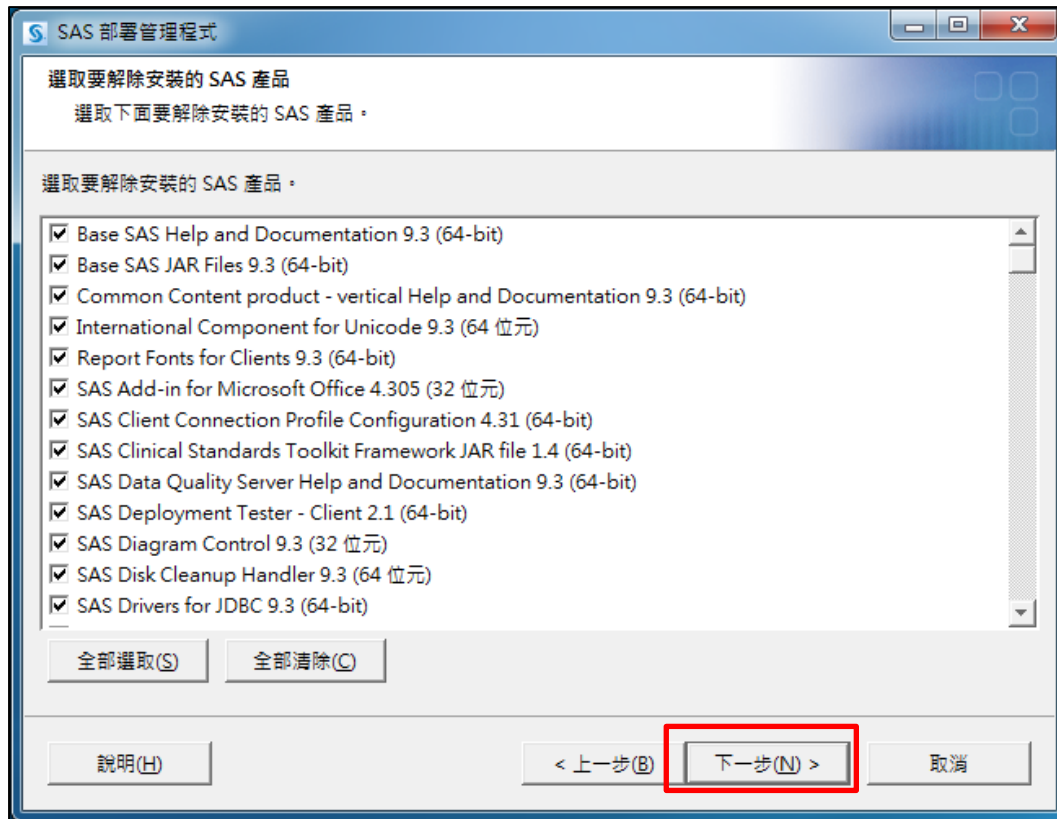 SAS 部署管理程式
選取要解除安裝的 SAS 產品
選取下面要解除安裝的 SAS 產品。
選取要解除安裝的 SAS 產品。
Base SAS Help and Documentation 9.3 (64-bit)
Base SAS JAR Files 9.3 (64-bit)
Common Content product - vertical Help and Documentation 9.3 (64-bit)
International Component for Unicode 9.3 (64 位元)
Report Fonts for Clients 9.3 (64-bit)
SAS Add-in for Microsoft Office 4.305 (32 位元)
SAS Client Connection Profile Configuration 4.31 (64-bit)
SAS Clinical Standards Toolkit Framework JAR file 1.4 (64-bit)
SAS Data Quality Server Help and Documentation 9.3 (64-bit)
SAS Deployment Tester - Client 2.1 (64-bit)
SAS Diagram Control 9.3 (32 位元)
SAS Disk Cleanup Handler 9.3 (64 位元)
SAS Drivers for JDBC 9.3 (64-bit)
全部選取(S) 全部清除(C)
說明(H) < 上一步(B) 下一步(N) > 取消